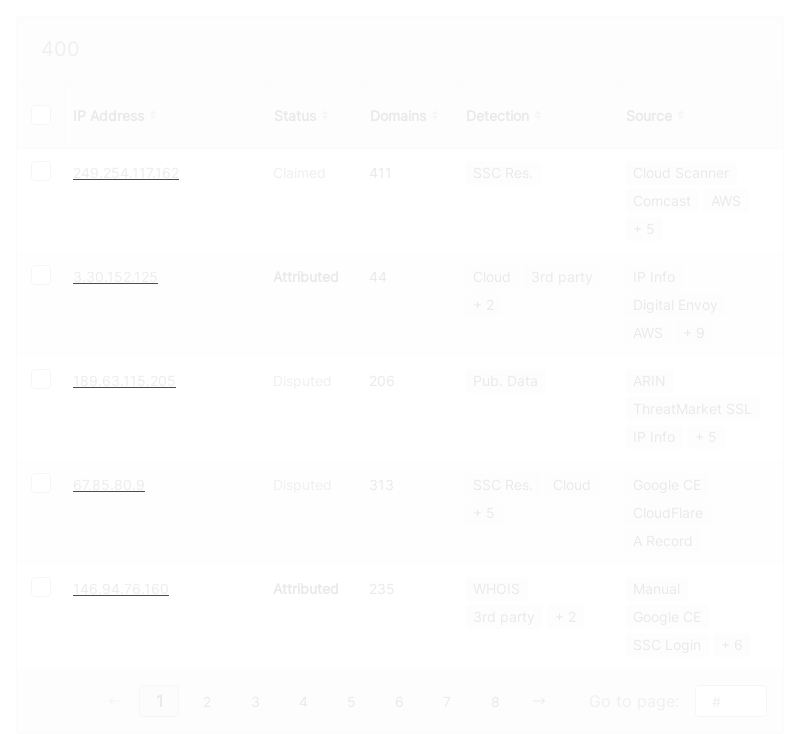 400
IP Address Status Domains Detection Source
249.254.117.162 Claimed 411 SSC Res. Cloud Scanner
Comcast AWS
+ 5
3.30.152.125 Attributed 44 Cloud 3rd party IP Info
+ 2 Digital Envoy
AWS + 9
189.63.115.205 Disputed 206 Pub. Data ARIN
ThreatMarket SSL
IP Info + 5
67.85.80.9 Disputed 313 SSC Res. Cloud Google CE
+ 5 CloudFlare
A Record
146.94.76.160 Attributed 235 WHOIS Manual
3rd party + 2 Google CE
SSC Login + 6
← 1 2 3 4 5 6 7 8 → Go to page: #